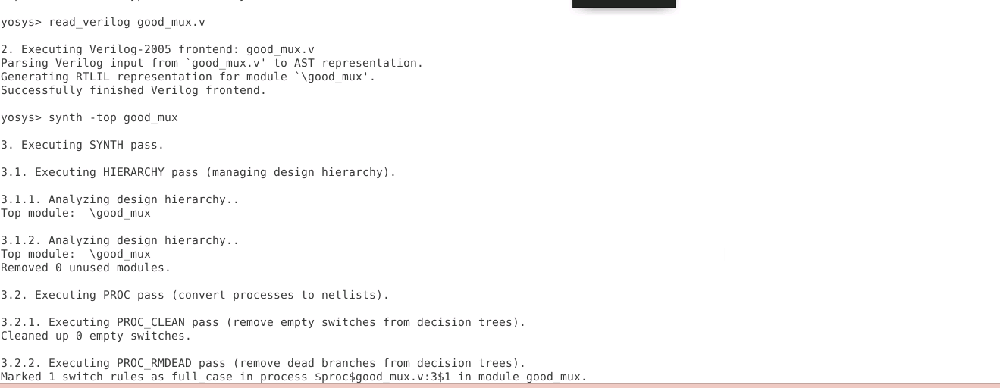 yosys> read_verilog good_mux.v
2. Executing Verilog-2005 frontend: good_mux.v
Parsing Verilog input from `good_mux.v' to AST representation.
Generating RTLIL representation for module `\good_mux'.
Successfully finished Verilog frontend.
yosys> synth -top good_mux
3. Executing SYNTH pass.
3.1. Executing HIERARCHY pass (managing design hierarchy).
3.1.1. Analyzing design hierarchy..
Top module:  \good_mux
3.1.2. Analyzing design hierarchy..
Top module:  \good_mux
Removed 0 unused modules.
3.2. Executing PROC pass (convert processes to netlists).
3.2.1. Executing PROC_CLEAN pass (remove empty switches from decision trees).
Cleaned up 0 empty switches.
3.2.2. Executing PROC_RMDEAD pass (remove dead branches from decision trees).
Marked 1 switch rules as full_case in process $proc$good_mux.v:3$1 in module good_mux.